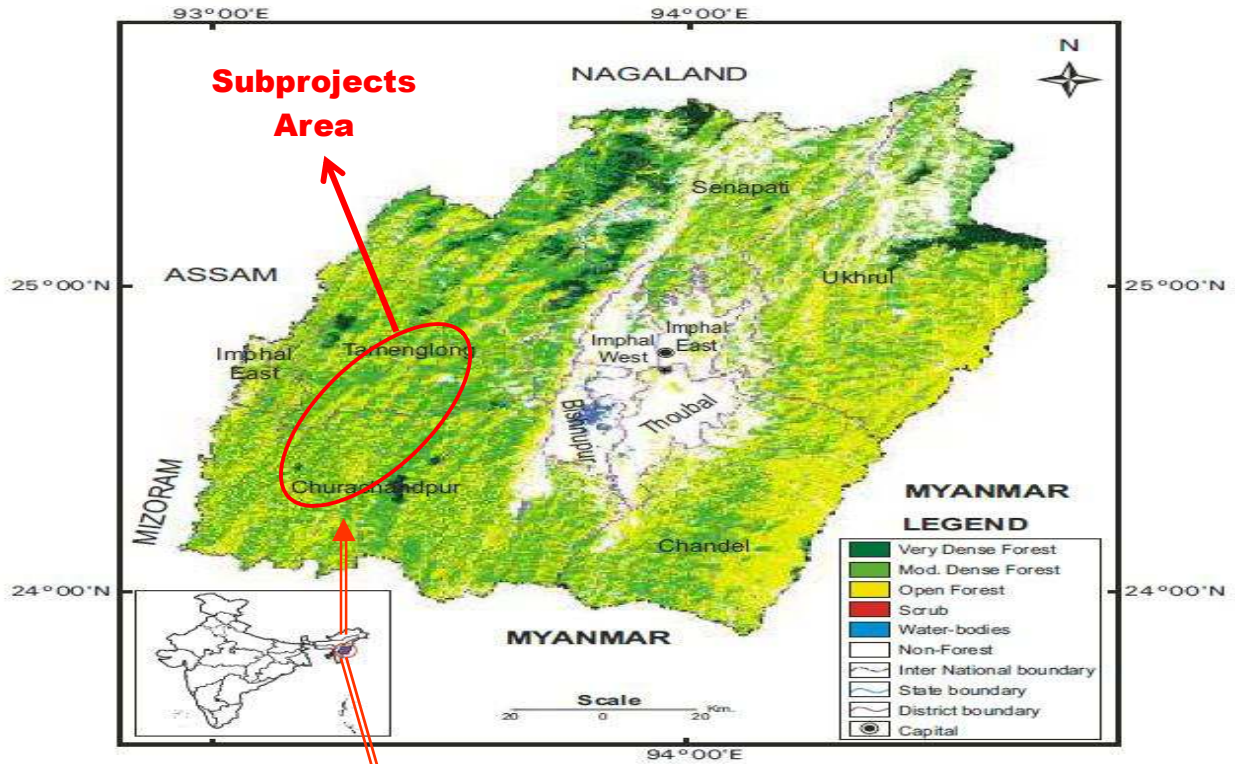 93°00'E
94°00'E
N
NAGALAND
Subprojects
Area
Senapati
ASSAM
Ukhrul
25°00'N
25°00'N
Imphal
East
Tamenglong
Imphal
West
Imphal
East
Bishnupur
Thoubal
Churachandpur
MIZORAM
MYANMAR
Chandel
LEGEND
Very Dense Forest
Mod. Dense Forest
Open Forest
Scrub
Water-bodies
Non-Forest
Inter National boundary
State boundary
District boundary
Capital
24°00'N
24°00'N
MYANMAR
Scale
20 0 20 Km.
94°00'E